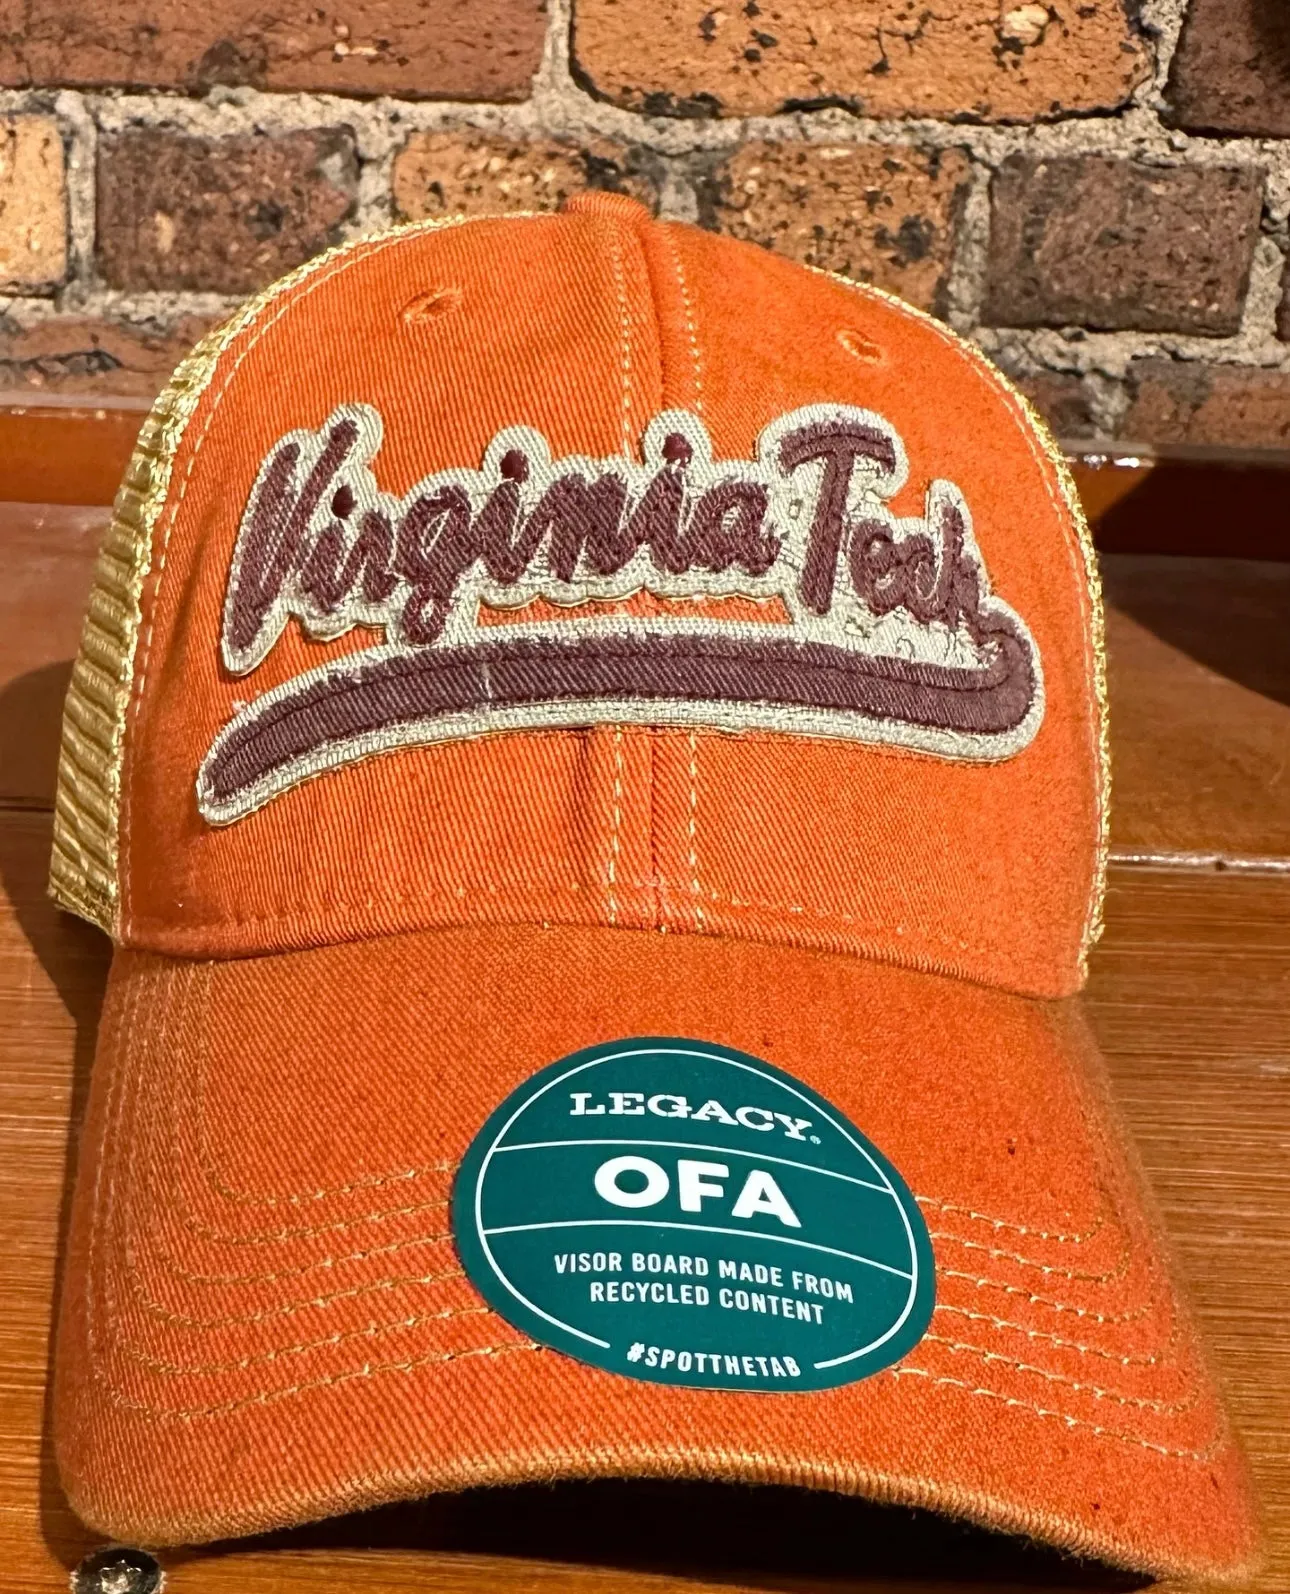 Virginia Tech
LEGACY®
OFA
VISOR BOARD MADE FROM
RECYCLED CONTENT
#SPOTTHETAB